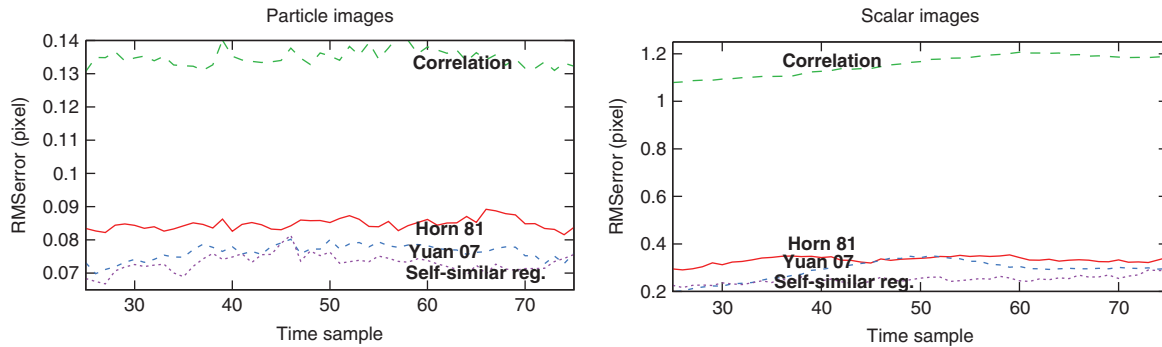 Particle images
0.14
0.13
0.12
0.11
0.1
0.09
0.08
0.07
RMSerror (pixel)
Correlation
Horn 81
Yuan 07
Self-similar reg.
30 40 50 60 70
Time sample
Scalar images
1.2
1
0.8
0.6
0.4
0.2
RMSerror (pixel)
Correlation
Horn 81
Yuan 07
Self-similar reg.
30 40 50 60 70
Time sample